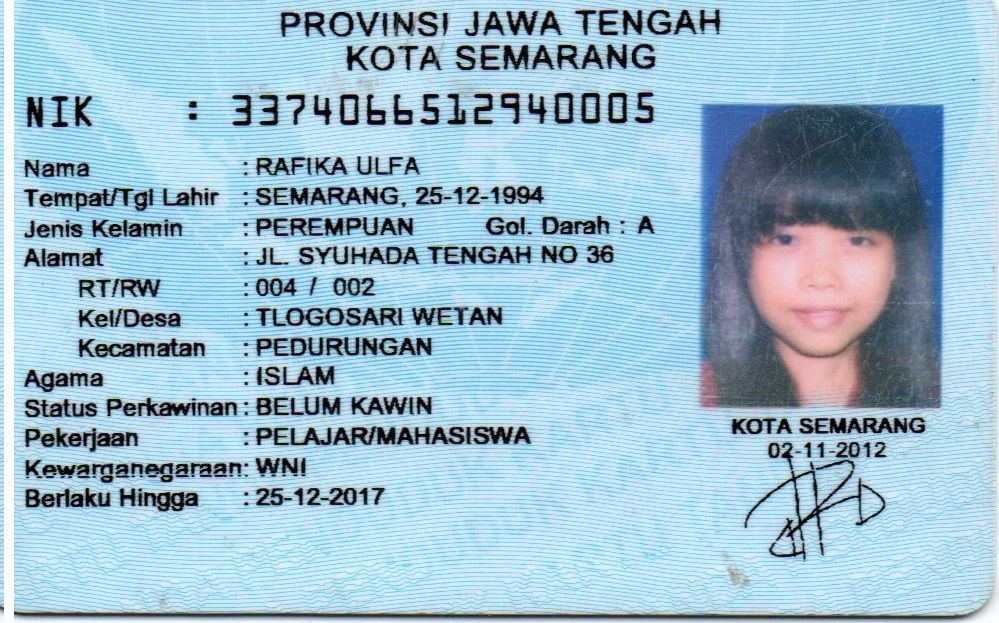 PROVINSI JAWA TENGAH
KOTA SEMARANG
NIK : 3374066512940005
Nama : RAFIKA ULFA
Tempat/Tgl Lahir : SEMARANG, 25-12-1994
Jenis Kelamin : PEREMPUAN Gol. Darah : A
Alamat : JL. SYUHADA TENGAH NO 36
RT/RW : 004 / 002
Kel/Desa : TLOGOSARI WETAN
Kecamatan : PEDURUNGAN
Agama : ISLAM
Status Perkawinan : BELUM KAWIN
Pekerjaan : PELAJAR/MAHASISWA
Kewarganegaraan: WNI
Berlaku Hingga : 25-12-2017
KOTA SEMARANG
02-11-2012